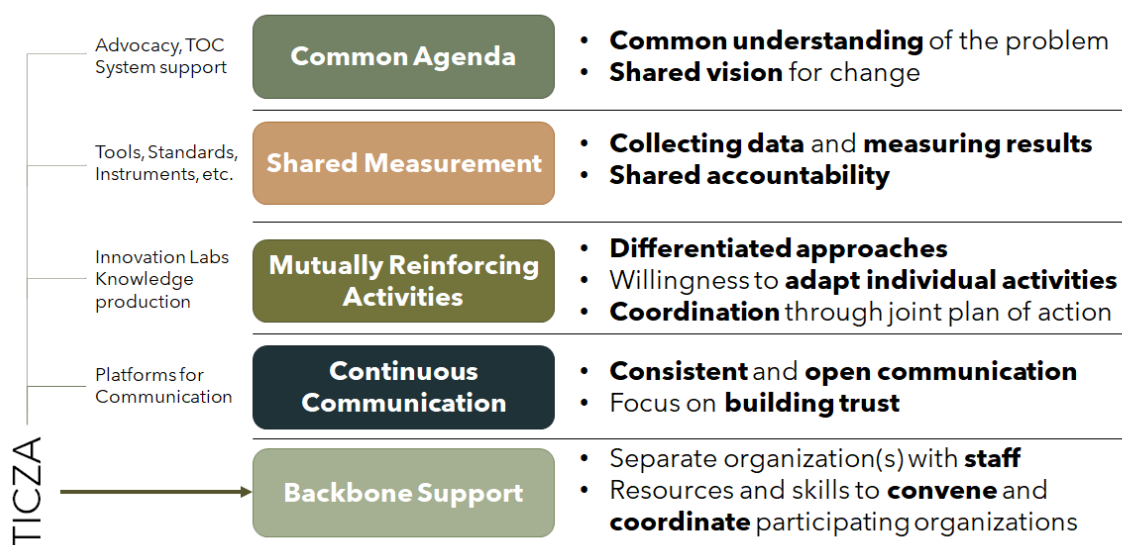 Advocacy, TOC
System support
Common Agenda
• Common understanding of the problem
• Shared vision for change
Tools, Standards,
Instruments, etc.
Shared Measurement
• Collecting data and measuring results
• Shared accountability
Innovation Labs
Knowledge
production
Mutually Reinforcing
Activities
• Differentiated approaches
• Willingness to adapt individual activities
• Coordination through joint plan of action
Platforms for
Communication
Continuous
Communication
• Consistent and open communication
• Focus on building trust
TICZA
Backbone Support
• Separate organization(s) with staff
• Resources and skills to convene and
coordinate participating organizations